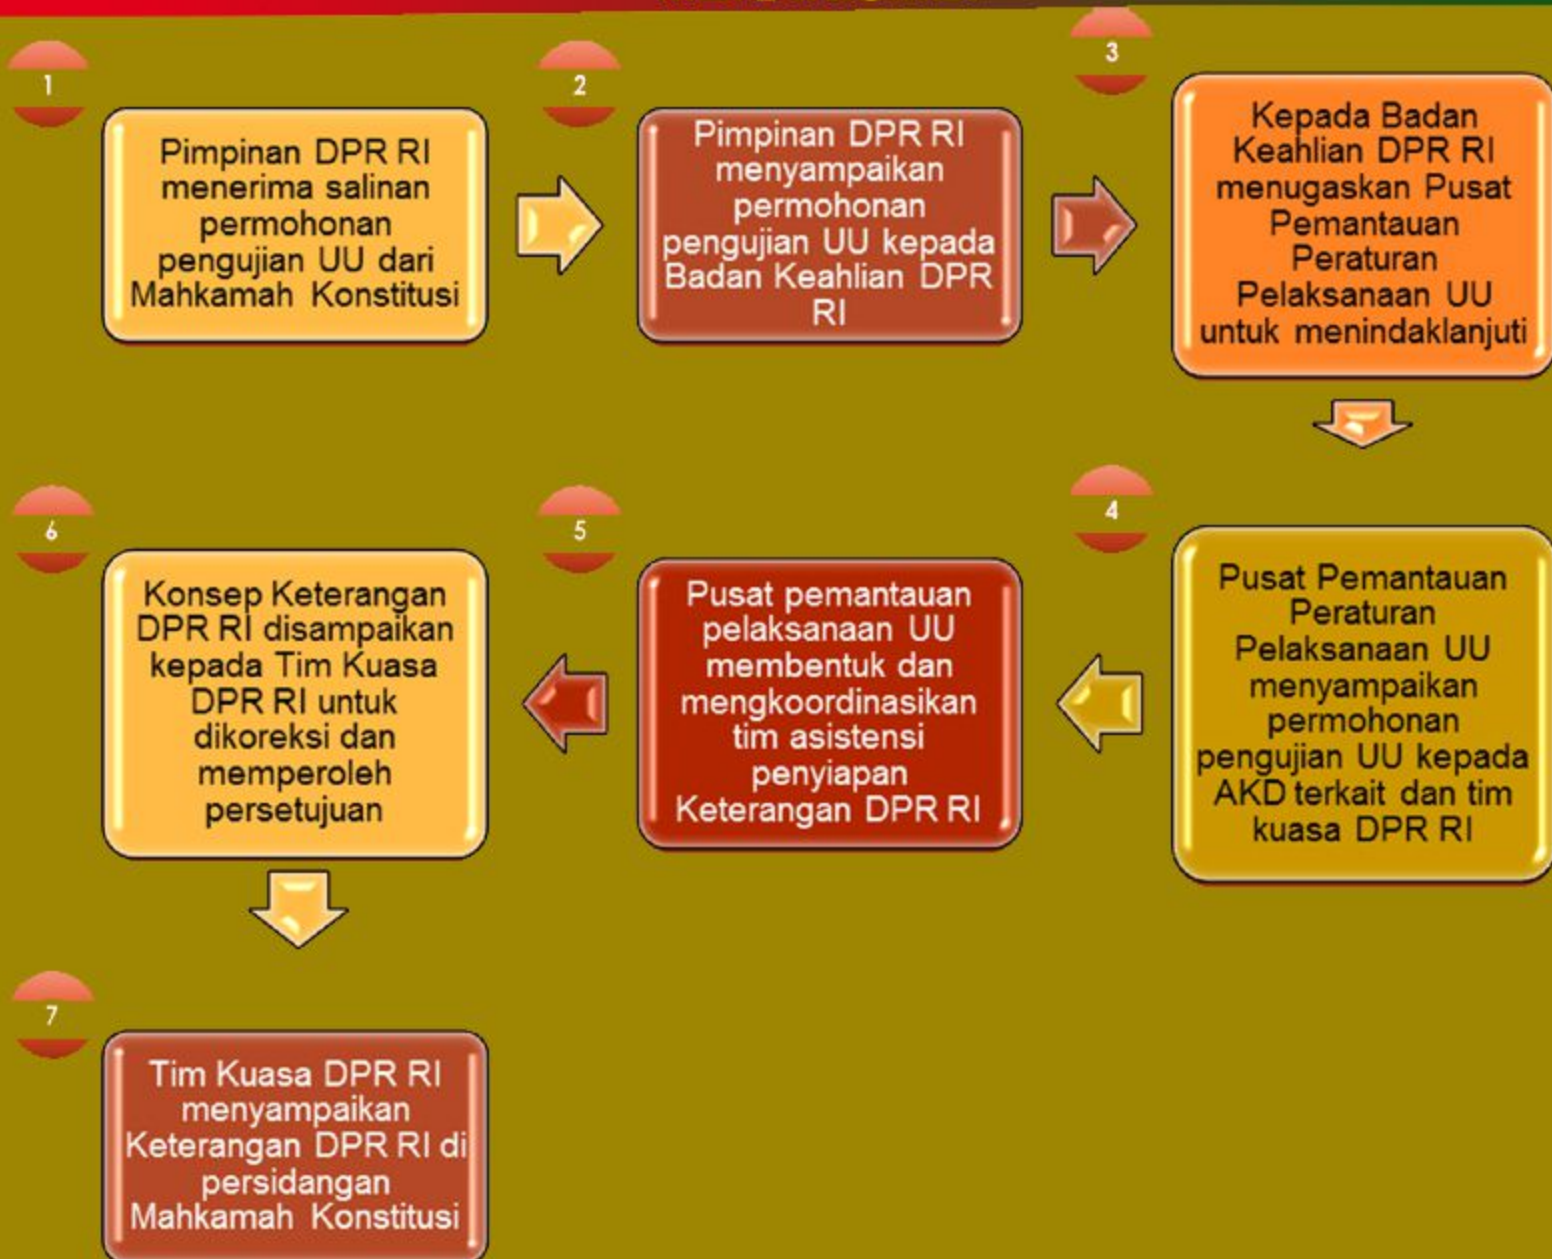 1
Pimpinan DPR RI
menerima salinan
permohonan
pengujian UU dari
Mahkamah Konstitusi
2
Pimpinan DPR RI
menyampaikan
permohonan
pengujian UU kepada
Badan Keahlian DPR
RI
3
Kepada Badan
Keahlian DPR RI
menugaskan Pusat
Pemantauan
Peraturan
Pelaksanaan UU
untuk menindaklanjuti
4
Pusat Pemantauan
Peraturan
Pelaksanaan UU
menyampaikan
permohonan
pengujian UU kepada
AKD terkait dan tim
kuasa DPR RI
5
Pusat pemantauan
pelaksanaan UU
membentuk dan
mengkoordinasikan
tim asistensi
penyiapan
Keterangan DPR RI
6
Konsep Keterangan
DPR RI disampaikan
kepada Tim Kuasa
DPR RI untuk
dikoreksi dan
memperoleh
persetujuan
7
Tim Kuasa DPR RI
menyampaikan
Keterangan DPR RI di
persidangan
Mahkamah Konstitusi